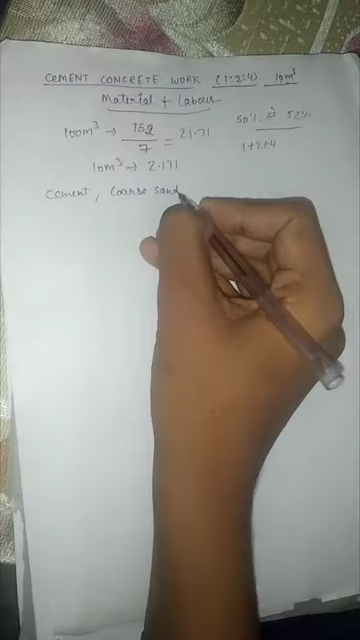 CEMENT CONCRETE WORK (1:2:4) 10m³
Material + Labour
100m³ → 152/7 = 21.71
50% 52%
1+2+4
10m³ → 2.171
Cement, Coarse sand